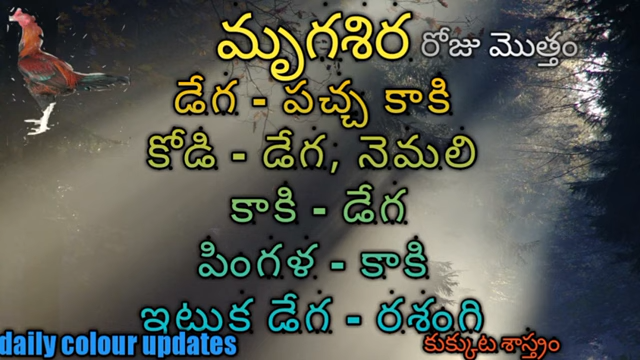 మృగశిర రోజు మొత్తం
డేగ - పచ్చ కాకి
కోడి - డేగ, నెమలి
కాకి - డేగ
పింగళ - కాకి
ఇటుక డేగ - రశంగి
daily colour updates
కుక్కుట శాస్త్రం